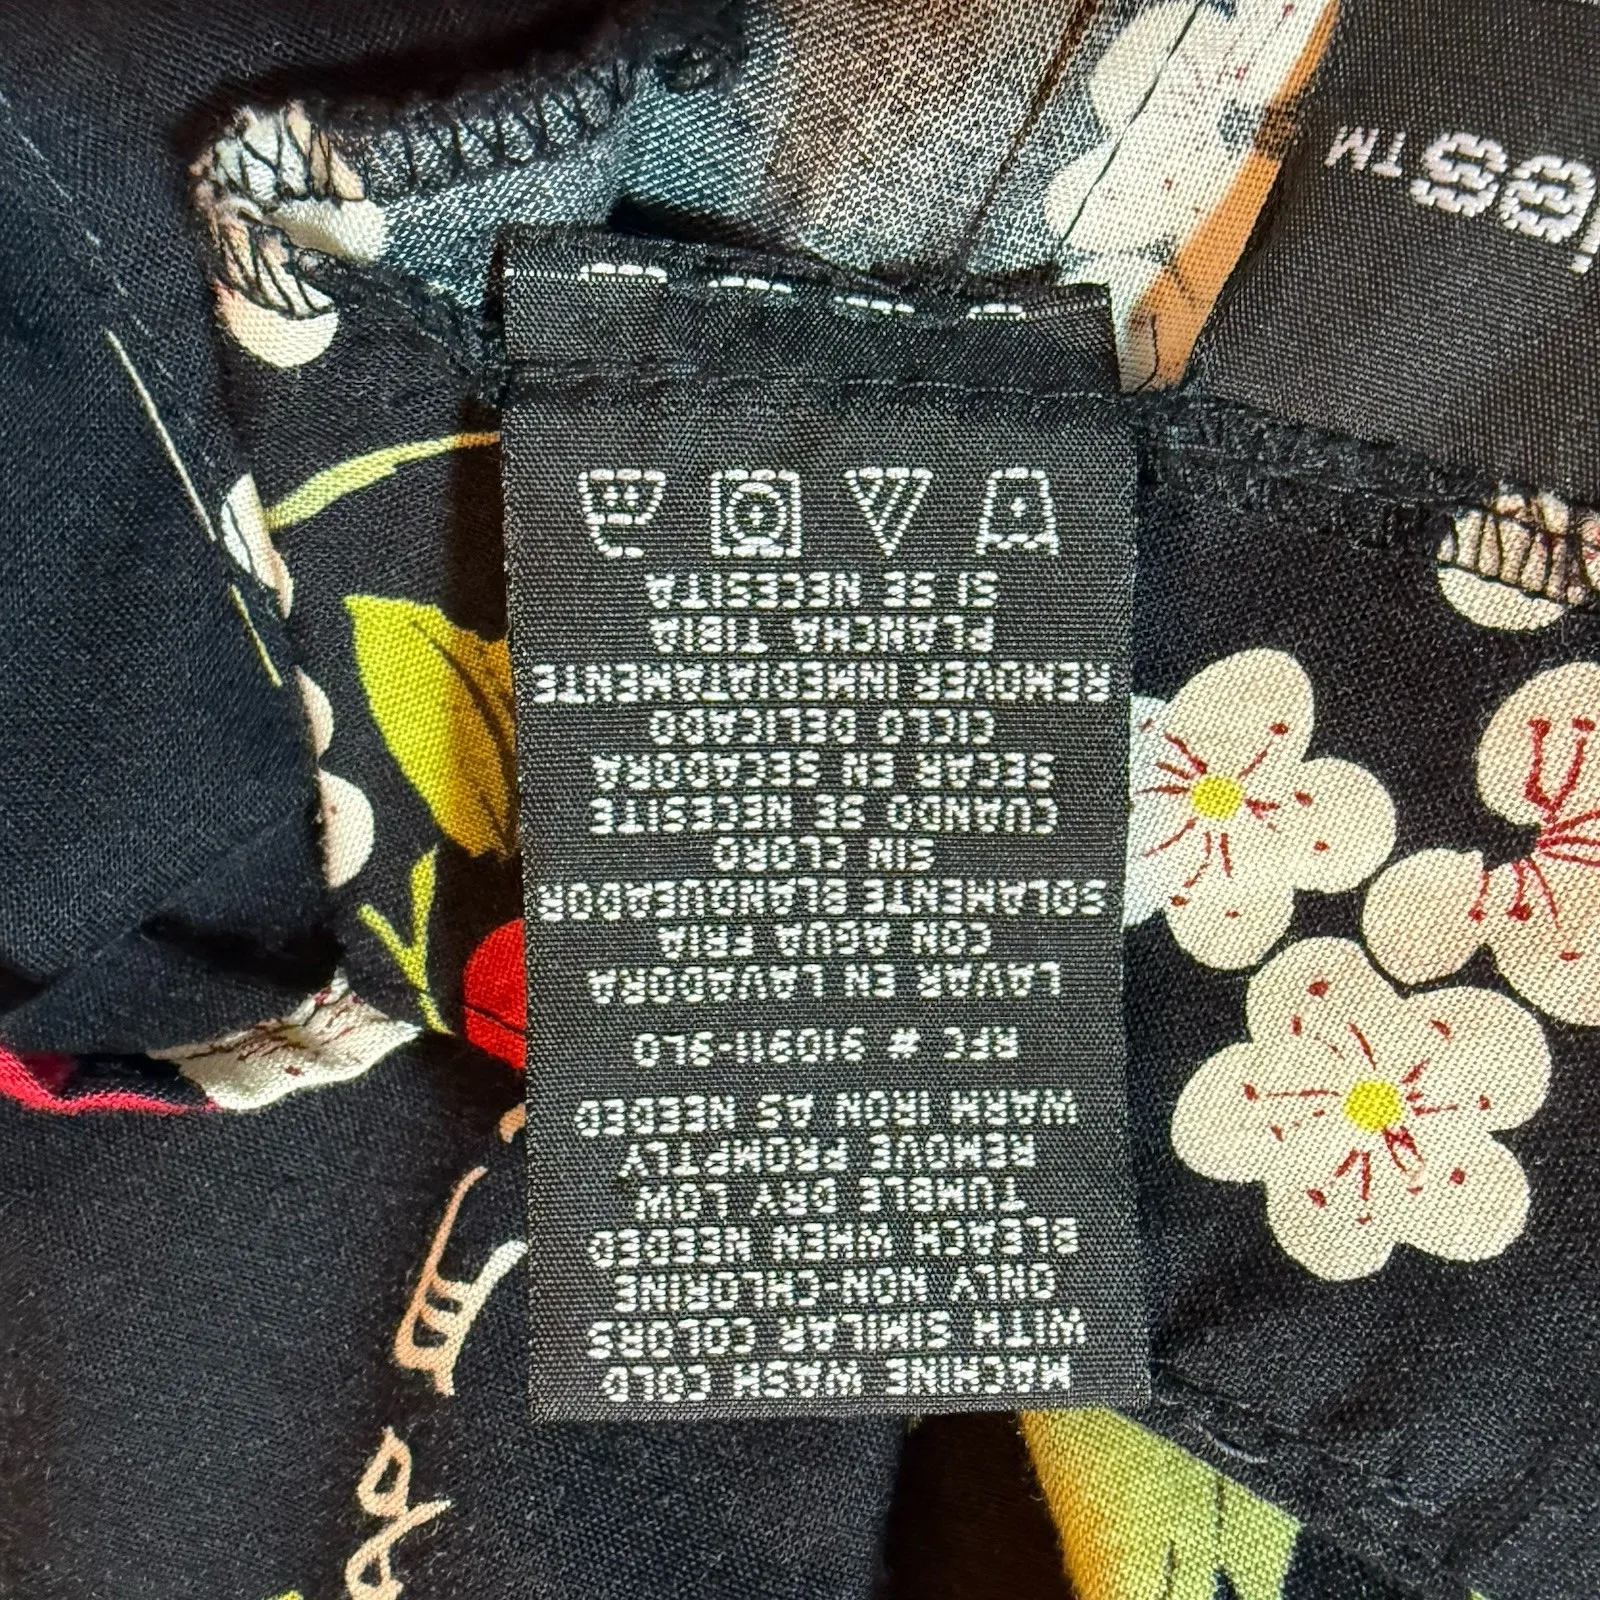 MACHINE WASH COLD
WITH SIMILAR COLORS
ONLY NON-CHLORINE
BLEACH WHEN NEEDED
TUMBLE DRY LOW
REMOVE PROMPTLY
WARM IRON AS NEEDED
#
LAVAR EN LAVADORA
CON AGUA FRIA
SOLAMENTE BLANQUEADOR
SIN CLORO
CUANDO SE NECESITE
SECAR EN SECADORA
CICLO DELICADO
REMOVER INMEDIATAMENTE
PLANCHA TIBIA
SI SE NECESITA